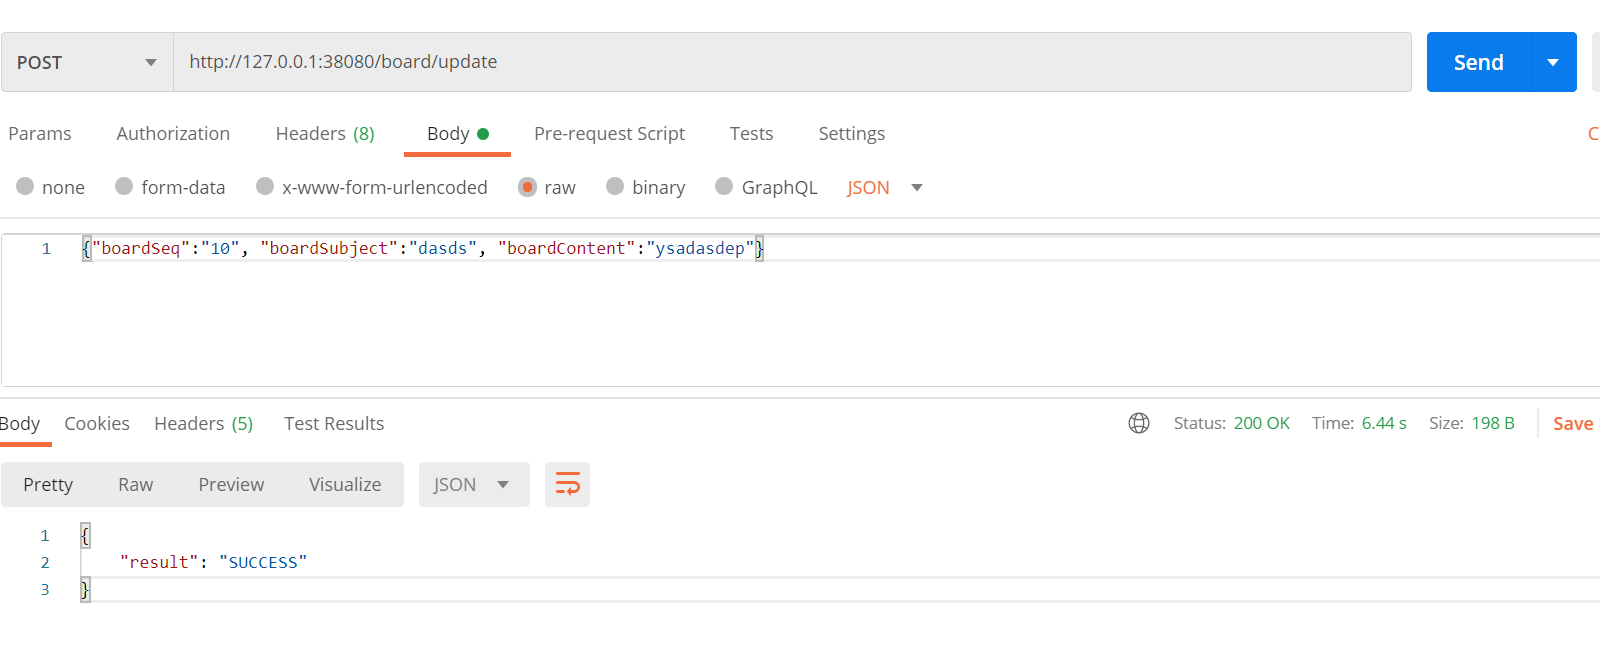 POST http://127.0.0.1:38080/board/update Send
Params Authorization Headers (8) Body Pre-request Script Tests Settings C
none form-data x-www-form-urlencoded raw binary GraphQL JSON
1 {"boardSeq":"10", "boardSubject":"dasds", "boardContent":"ysadasdep"}
Body Cookies Headers (5) Test Results Status: 200 OK Time: 6.44 s Size: 198 B Save
Pretty Raw Preview Visualize JSON
1 {
2 "result": "SUCCESS"
3 }